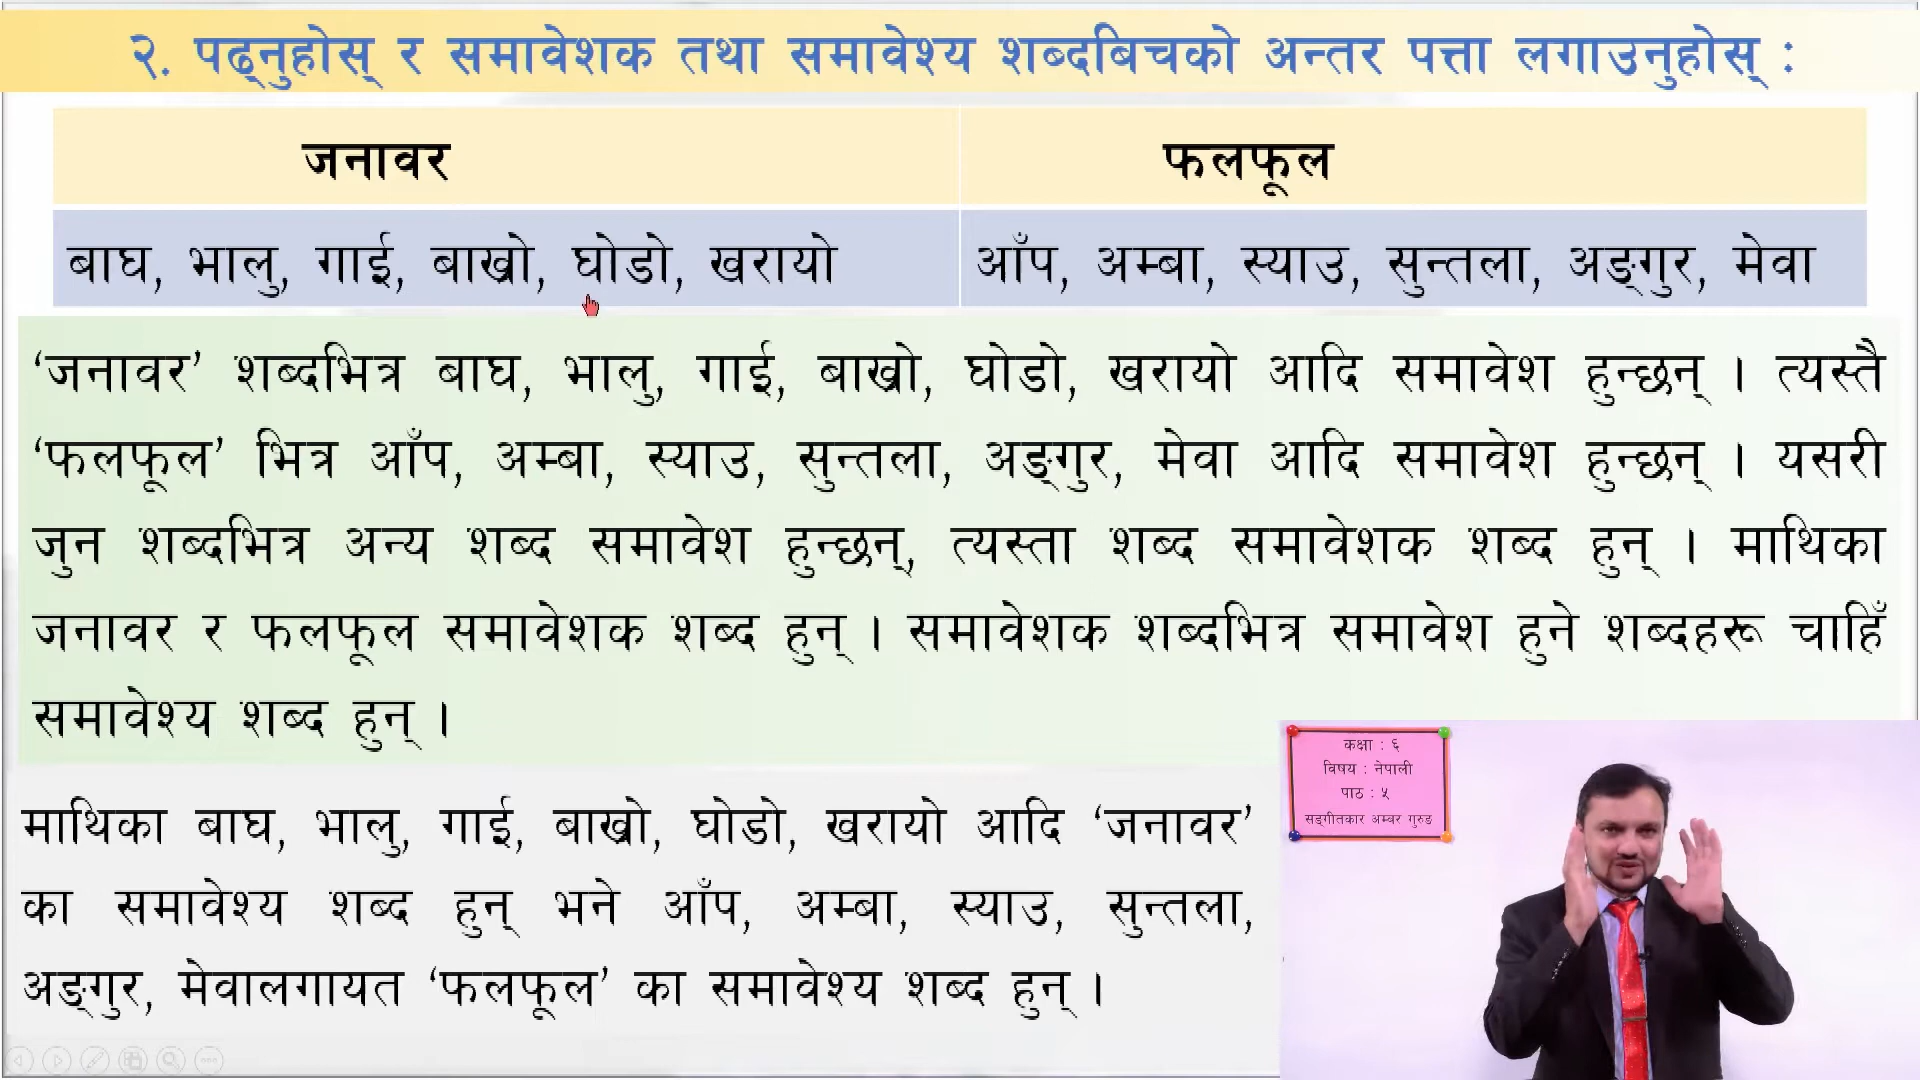 २. पढ्नुहोस् र समावेशक तथा समावेश्य शब्दबिचको अन्तर पत्ता लगाउनुहोस् :
जनावर
फलफूल
बाघ, भालु, गाई, बाख्रो, घोडो, खरायो
आँप, अम्बा, स्याउ, सुन्तला, अङ्गुर, मेवा
‘जनावर’ शब्दभित्र बाघ, भालु, गाई, बाख्रो, घोडो, खरायो आदि समावेश हुन्छन् । त्यस्तै
‘फलफूल’ भित्र आँप, अम्बा, स्याउ, सुन्तला, अङ्गुर, मेवा आदि समावेश हुन्छन् । यसरी
जुन शब्दभित्र अन्य शब्द समावेश हुन्छन्, त्यस्ता शब्द समावेशक शब्द हुन् । माथिका
जनावर र फलफूल समावेशक शब्द हुन् । समावेशक शब्दभित्र समावेश हुने शब्दहरू चाहिँ
समावेश्य शब्द हुन् ।
माथिका बाघ, भालु, गाई, बाख्रो, घोडो, खरायो आदि ‘जनावर’
का समावेश्य शब्द हुन् भने आँप, अम्बा, स्याउ, सुन्तला,
अङ्गुर, मेवालगायत ‘फलफूल’ का समावेश्य शब्द हुन् ।
कक्षा : ६
विषय : नेपाली
पाठ : ५
सङ्गीतकार अम्बर गुरुङ